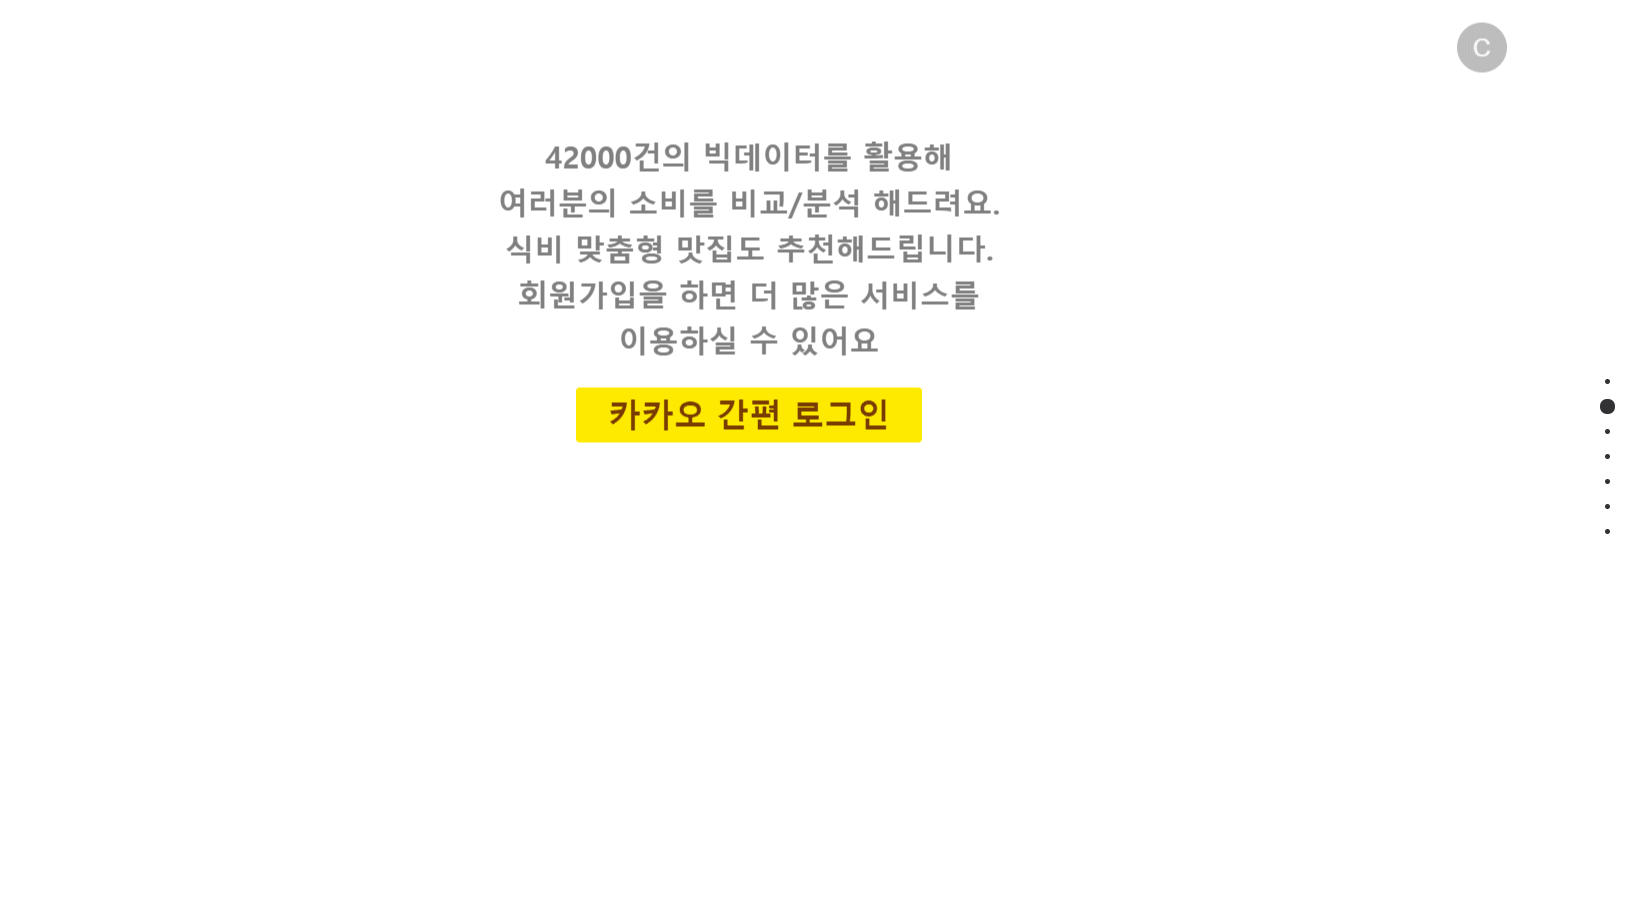 C
42000건의 빅데이터를 활용해
여러분의 소비를 비교/분석 해드려요.
식비 맞춤형 맛집도 추천해드립니다.
회원가입을 하면 더 많은 서비스를
이용하실 수 있어요
카카오 간편 로그인